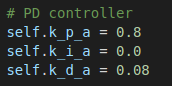 # PD controller
self.k_p_a = 0.8
self.k_i_a = 0.0
self.k_d_a = 0.08